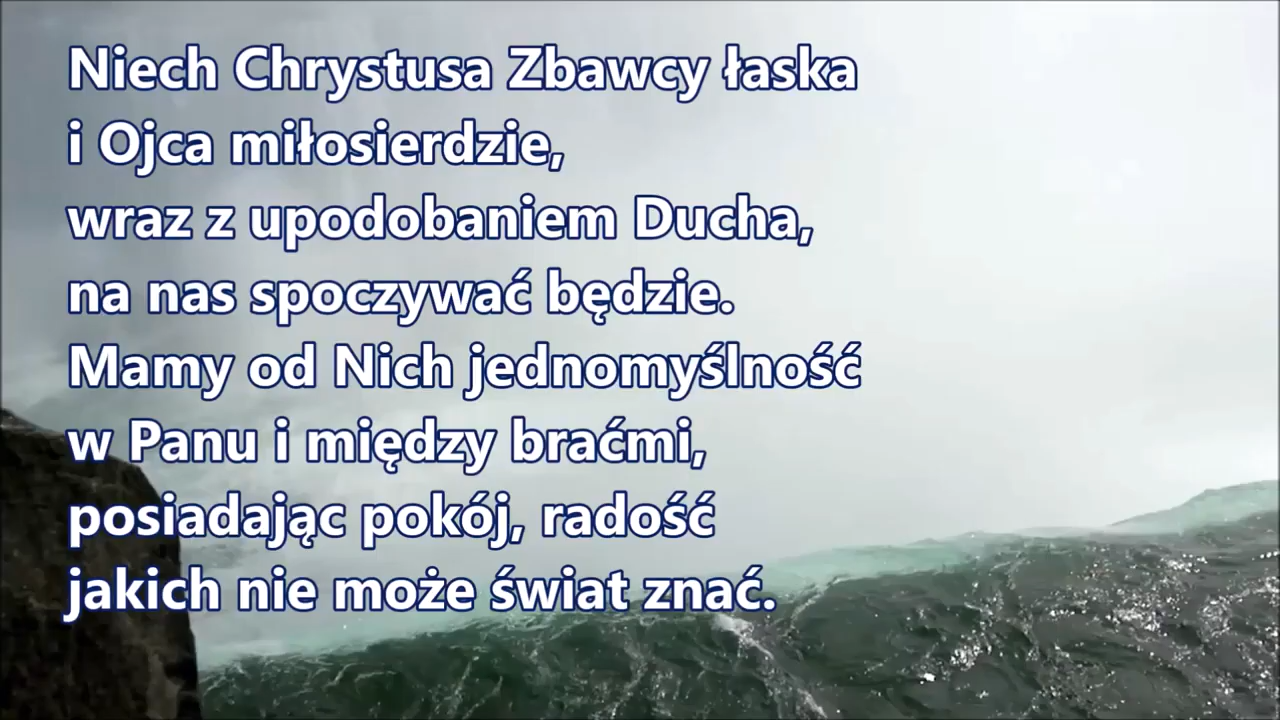 Niech Chrystusa Zbawcy łaska
i Ojca miłosierdzie,
wraz z upodobaniem Ducha,
na nas spoczywać będzie.
Mamy od Nich jednomyślność
w Panu i między braćmi,
posiadając pokój, radość
jakich nie może świat znać.